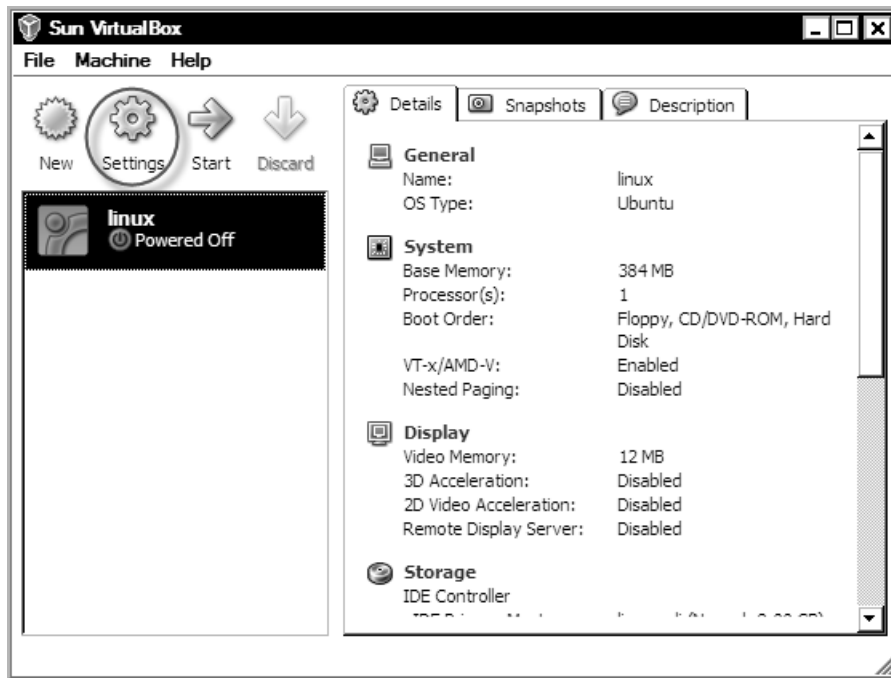 Sun VirtualBox
File Machine Help
New Settings Start Discard
linux
Powered Off
Details Snapshots Description
General
Name: linux
OS Type: Ubuntu
System
Base Memory: 384 MB
Processor(s): 1
Boot Order: Floppy, CD/DVD-ROM, Hard
Disk
VT-x/AMD-V: Enabled
Nested Paging: Disabled
Display
Video Memory: 12 MB
3D Acceleration: Disabled
2D Video Acceleration: Disabled
Remote Display Server: Disabled
Storage
IDE Controller